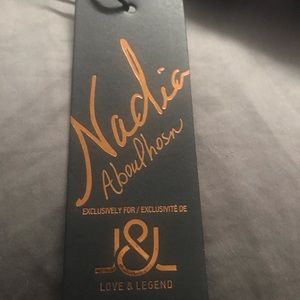 Nadia
Aboulhosn
EXCLUSIVELY FOR / EXCLUSIVITÉ DE
L&L
LOVE & LEGEND